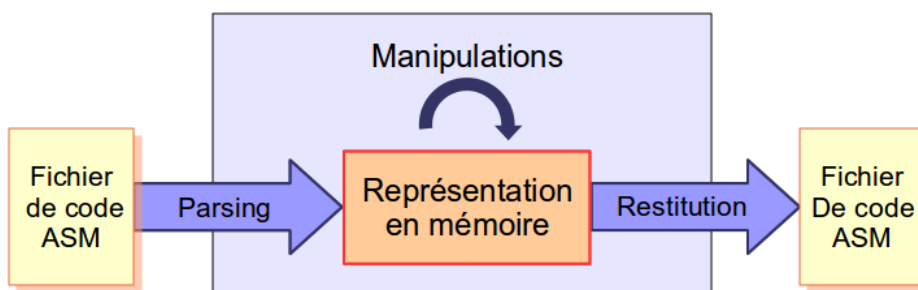 Manipulations
Fichier
de code
ASM
Parsing
Représentation
en mémoire
Restitution
Fichier
De code
ASM